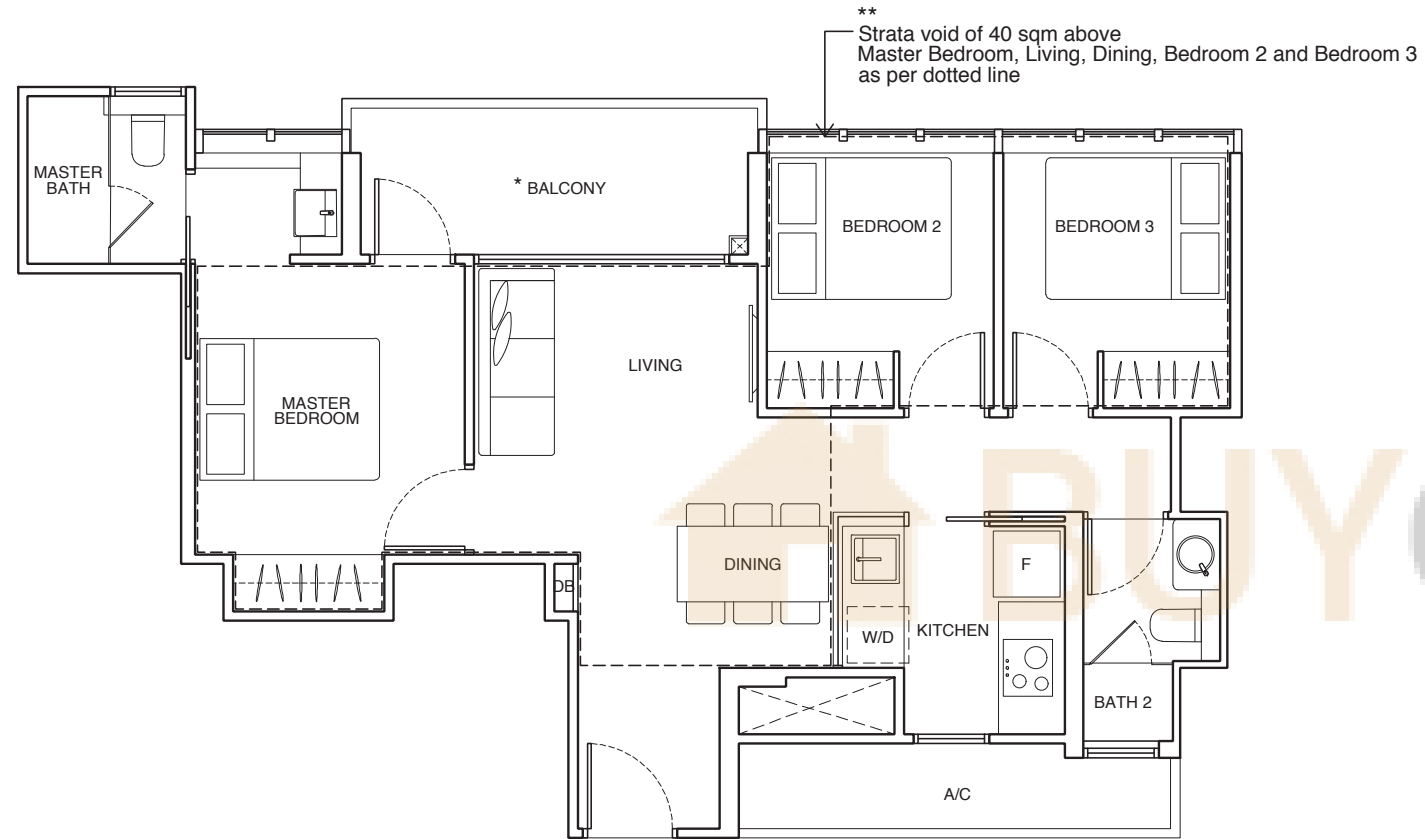 **
Strata void of 40 sqm above
Master Bedroom, Living, Dining, Bedroom 2 and Bedroom 3
as per dotted line
MASTER
BATH
* BALCONY
BEDROOM 2
BEDROOM 3
LIVING
MASTER
BEDROOM
DINING
DB
F
W/D
KITCHEN
BATH 2
A/C
BUY